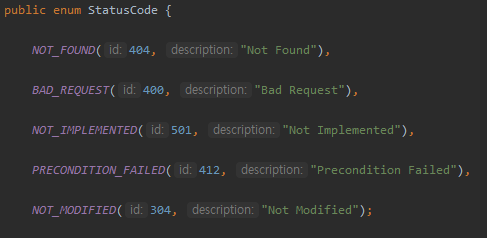 public enum StatusCode {
NOT_FOUND( id: 404, description: "Not Found"),
BAD_REQUEST( id: 400, description: "Bad Request"),
NOT_IMPLEMENTED( id: 501, description: "Not Implemented"),
PRECONDITION_FAILED( id: 412, description: "Precondition Failed"),
NOT_MODIFIED( id: 304, description: "Not Modified");